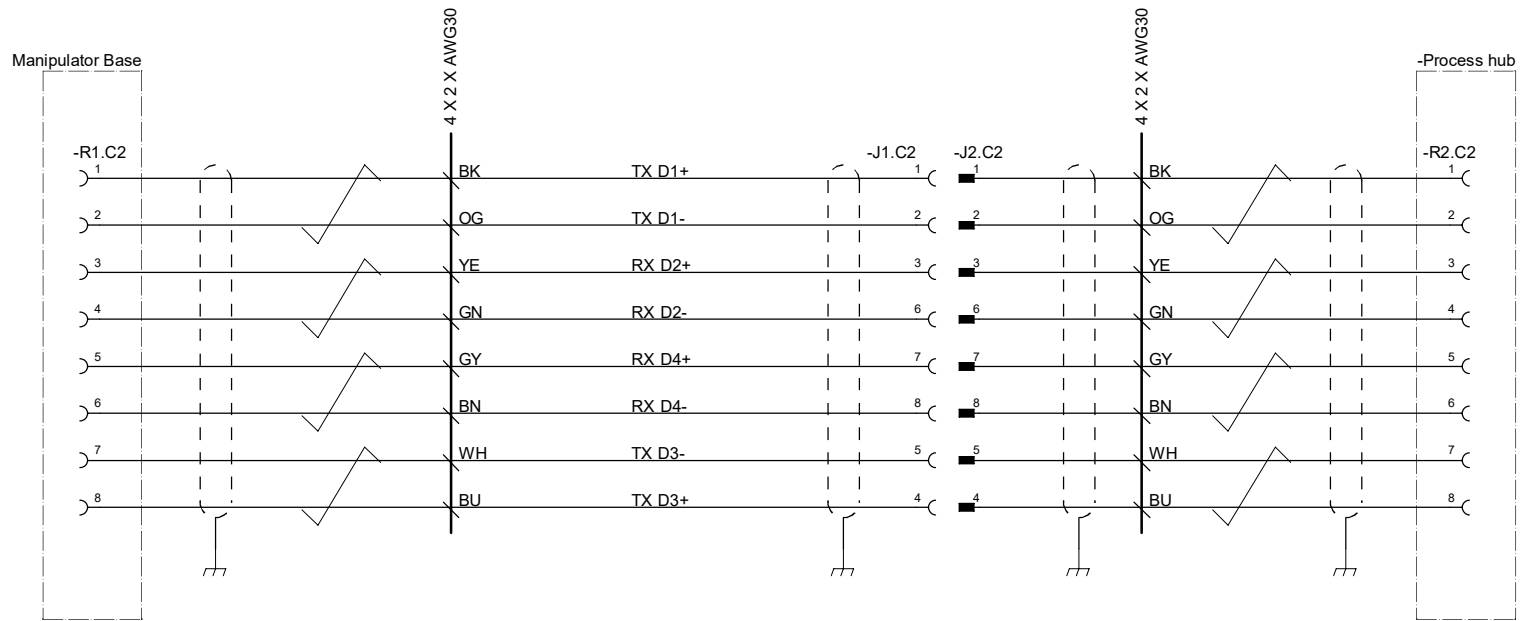 4 X 2 X AWG30 4 X 2 X AWG30
Manipulator Base -Process hub
-R1.C2 -J1.C2 -J2.C2 -R2.C2
1 BK TX D1+ 1 1 BK 1
2 OG TX D1- 2 2 OG 2
3 YE RX D2+ 3 3 YE 3
4 GN RX D2- 6 6 GN 4
5 GY RX D4+ 7 7 GY 5
6 BN RX D4- 8 8 BN 6
7 WH TX D3- 5 5 WH 7
8 BU TX D3+ 4 4 BU 8